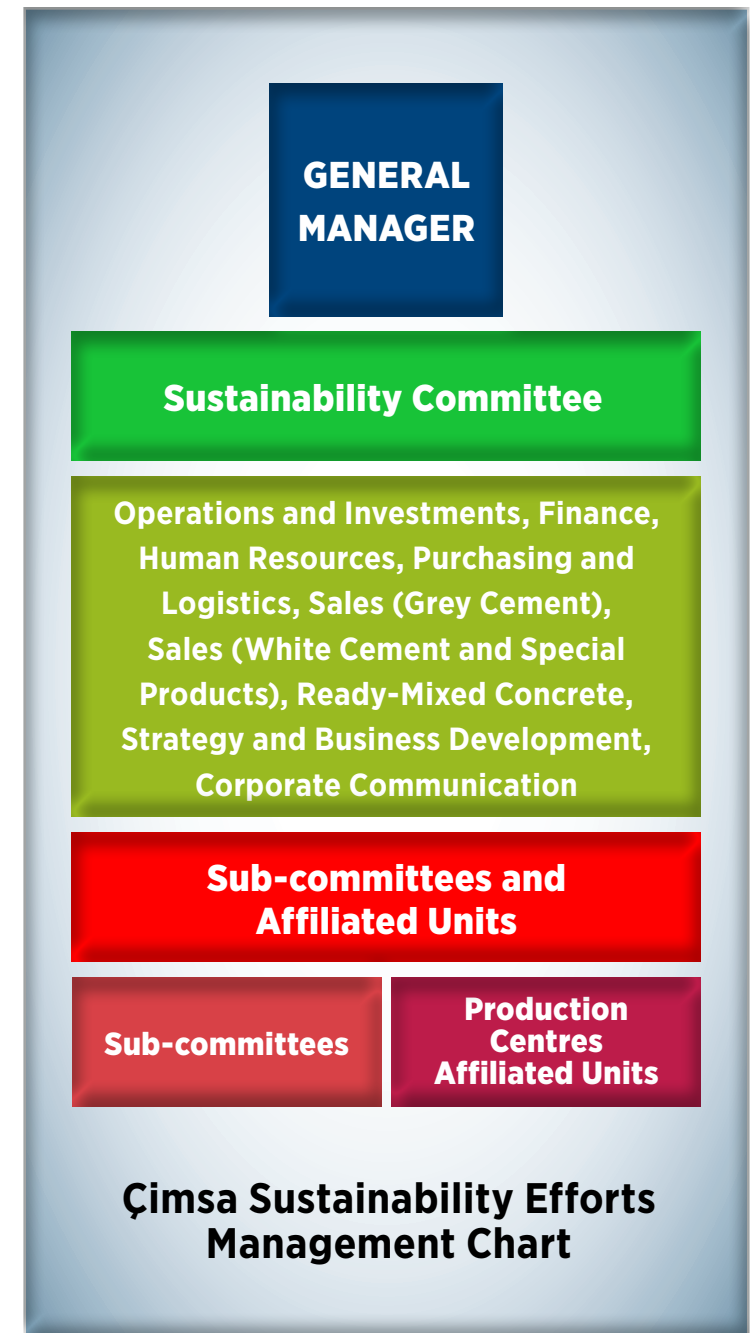 GENERAL
MANAGER
Sustainability Committee
Operations and Investments, Finance,
Human Resources, Purchasing and
Logistics, Sales (Grey Cement),
Sales (White Cement and Special
Products), Ready-Mixed Concrete,
Strategy and Business Development,
Corporate Communication
Sub-committees and
Affiliated Units
Sub-committees
Production
Centres
Affiliated Units
Çimsa Sustainability Efforts
Management Chart